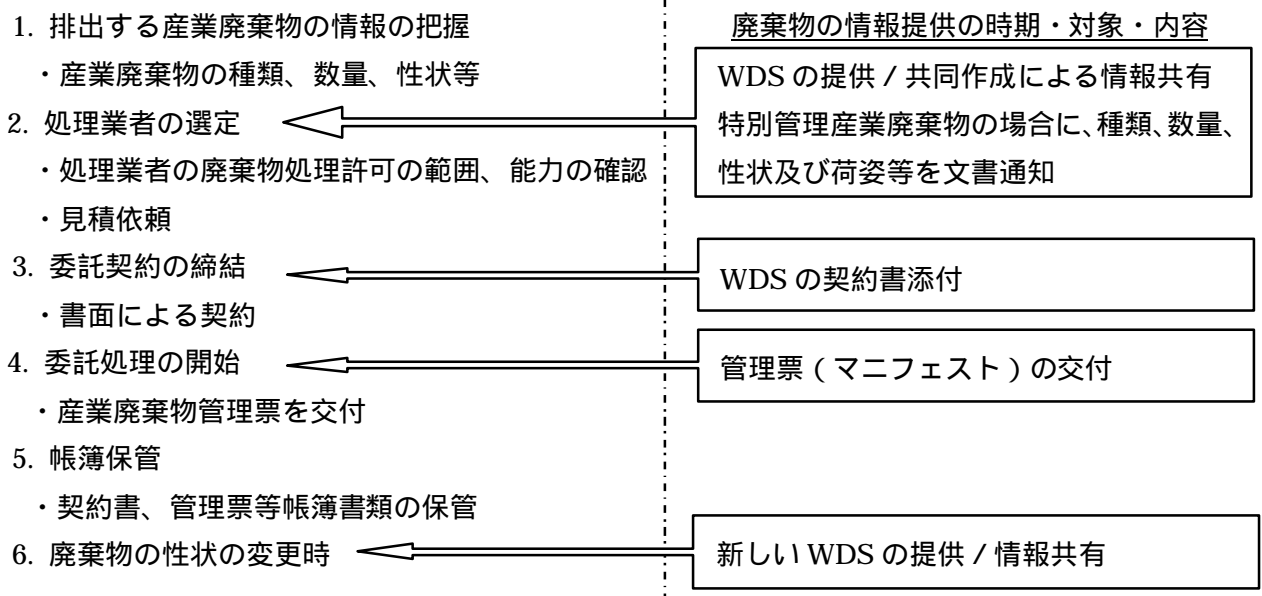 1. 排出する産業廃棄物の情報の把握
・産業廃棄物の種類、数量、性状等
2. 処理業者の選定
・処理業者の廃棄物処理許可の範囲、能力の確認
・見積依頼
3. 委託契約の締結
・書面による契約
4. 委託処理の開始
・産業廃棄物管理票を交付
5. 帳簿保管
・契約書、管理票等帳簿書類の保管
6. 廃棄物の性状の変更時
廃棄物の情報提供の時期・対象・内容
WDS の提供 / 共同作成による情報共有
特別管理産業廃棄物の場合に、種類、数量、
性状及び荷姿等を文書通知
WDS の契約書添付
管理票 ( マニフェスト ) の交付
新しい WDS の提供 / 情報共有